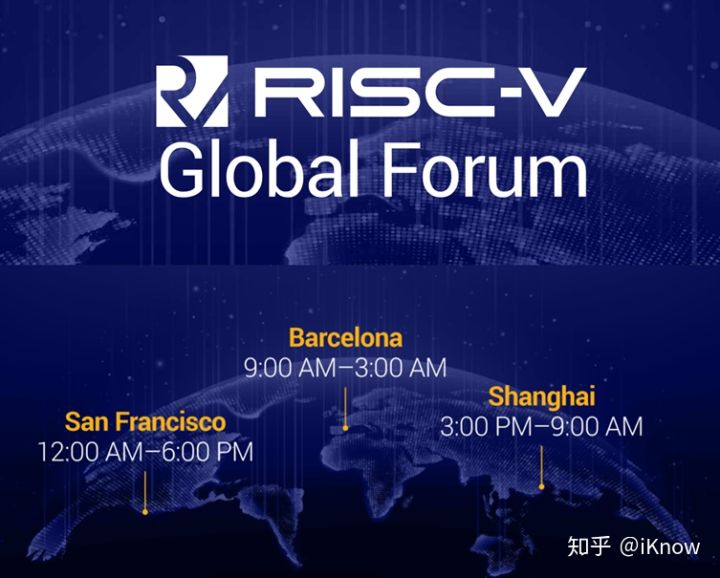 RISC-V
Global Forum
Barcelona
9:00 AM–3:00 AM
Shanghai
3:00 PM–9:00 AM
San Francisco
12:00 AM–6:00 PM
知乎 @iKnow